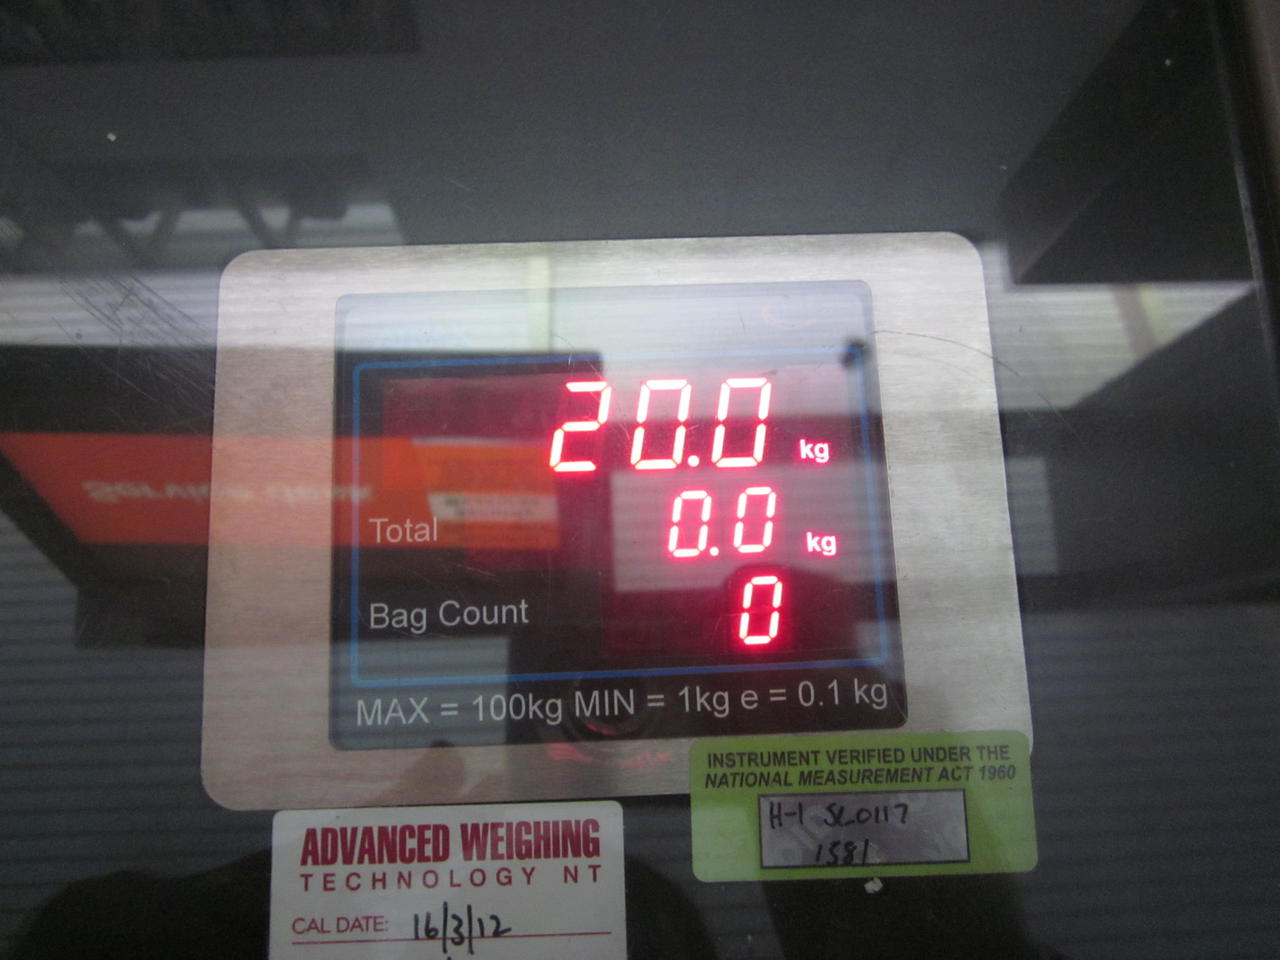 20.0 kg
Total 0.0 kg
Bag Count 0
MAX = 100kg MIN = 1kg e = 0.1 kg
INSTRUMENT VERIFIED UNDER THE
NATIONAL MEASUREMENT ACT 1960
H-1 SL0117
1581
ADVANCED WEIGHING
TECHNOLOGY NT
CAL DATE: 16/3/12